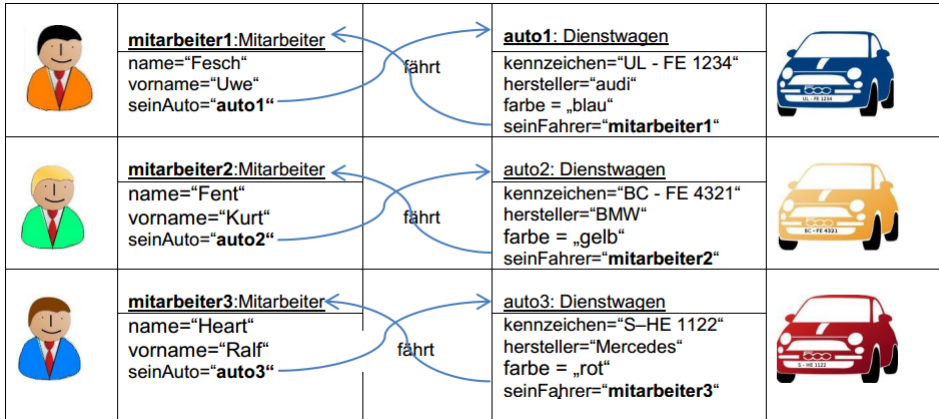 mitarbeiter1:Mitarbeiter
name=“Fesch“
vorname=“Uwe“
seinAuto=“auto1“
fährt
auto1: Dienstwagen
kennzeichen=“UL - FE 1234“
hersteller=“audi“
farbe = „blau“
seinFahrer=“mitarbeiter1“
UL - FE 1234
mitarbeiter2:Mitarbeiter
name=“Fent“
vorname=“Kurt“
seinAuto=“auto2“
fährt
auto2: Dienstwagen
kennzeichen=“BC - FE 4321“
hersteller=“BMW“
farbe = „gelb“
seinFahrer=“mitarbeiter2“
BC - FE 4321
mitarbeiter3:Mitarbeiter
name=“Heart“
vorname=“Ralf“
seinAuto=“auto3“
fährt
auto3: Dienstwagen
kennzeichen=“S–HE 1122“
hersteller=“Mercedes“
farbe = „rot“
seinFahrer=“mitarbeiter3“
S - HE 1122